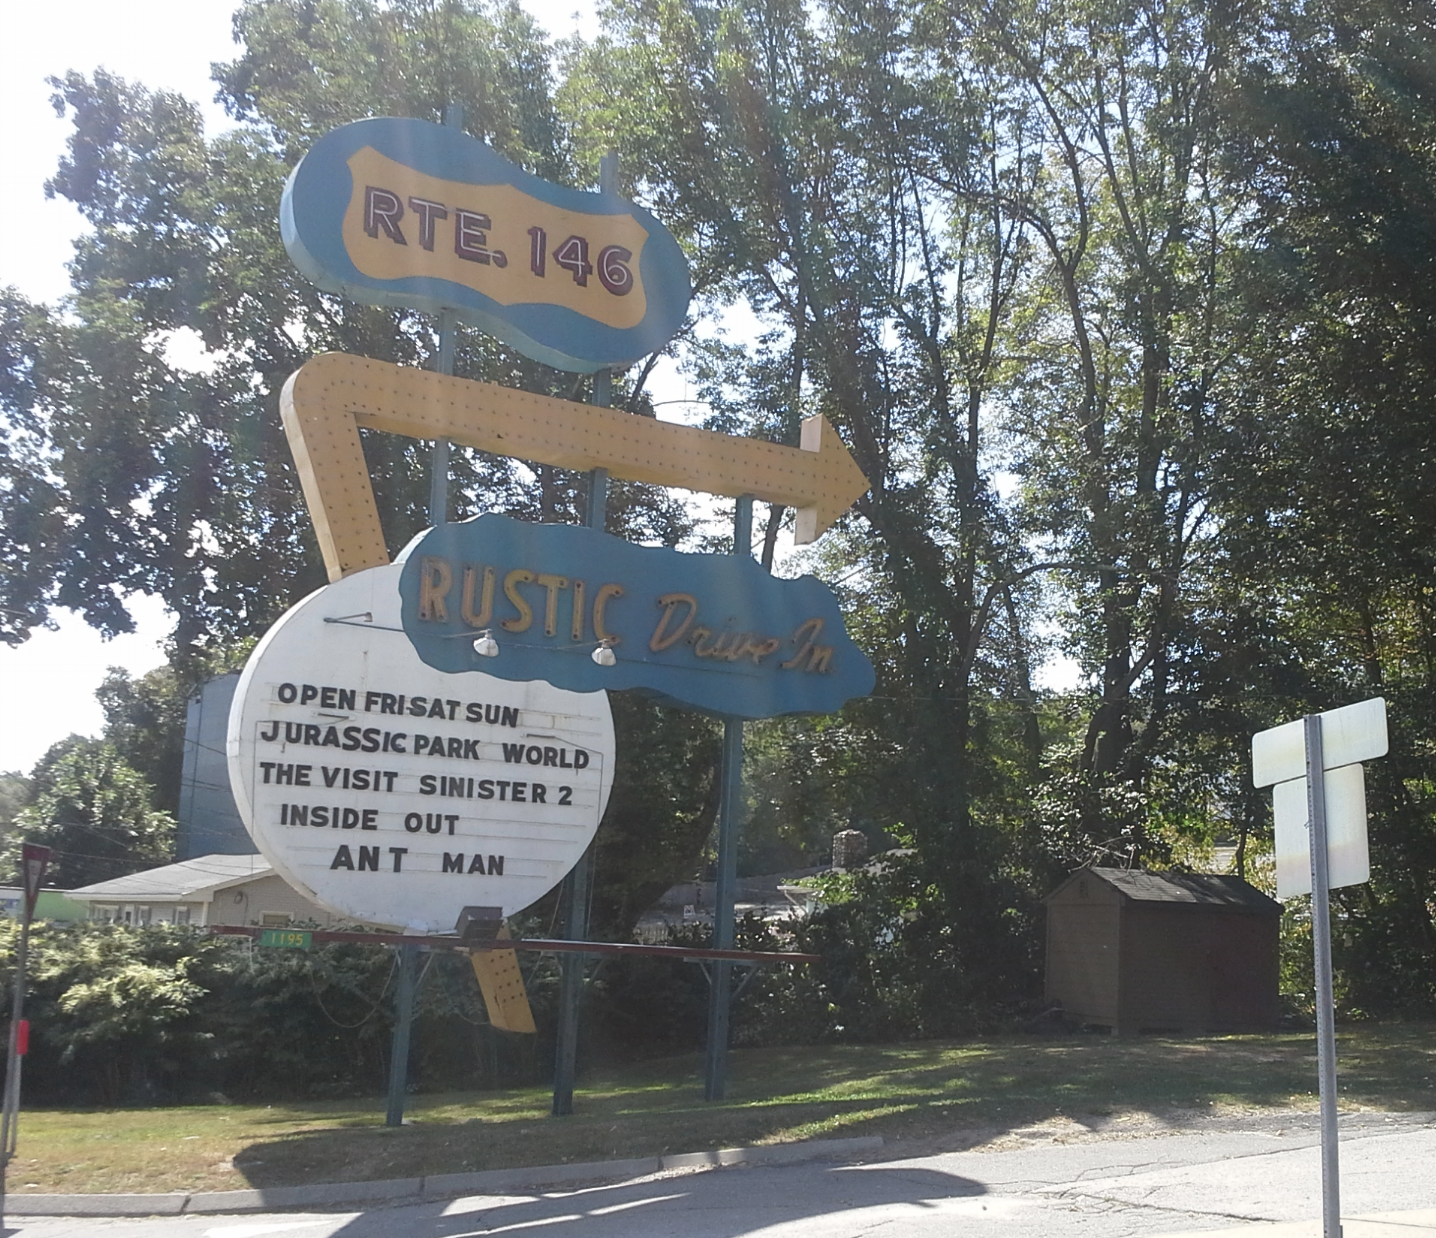 RTE. 146
RUSTIC Drive In
OPEN FRI SAT SUN
JURASSIC PARK WORLD
THE VISIT SINISTER 2
INSIDE OUT
ANT MAN
1195